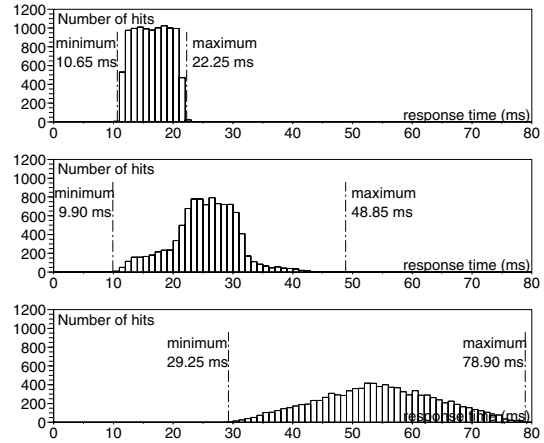 1200
Number of hits
1000
minimum
10.65 ms
maximum
22.25 ms
800
600
400
200
0
response time (ms)
0 10 20 30 40 50 60 70 80
1200
Number of hits
1000
minimum
9.90 ms
maximum
48.85 ms
800
600
400
200
0
response time (ms)
0 10 20 30 40 50 60 70 80
1200
Number of hits
1000
minimum
29.25 ms
maximum
78.90 ms
800
600
400
200
0
response time (ms)
0 10 20 30 40 50 60 70 80